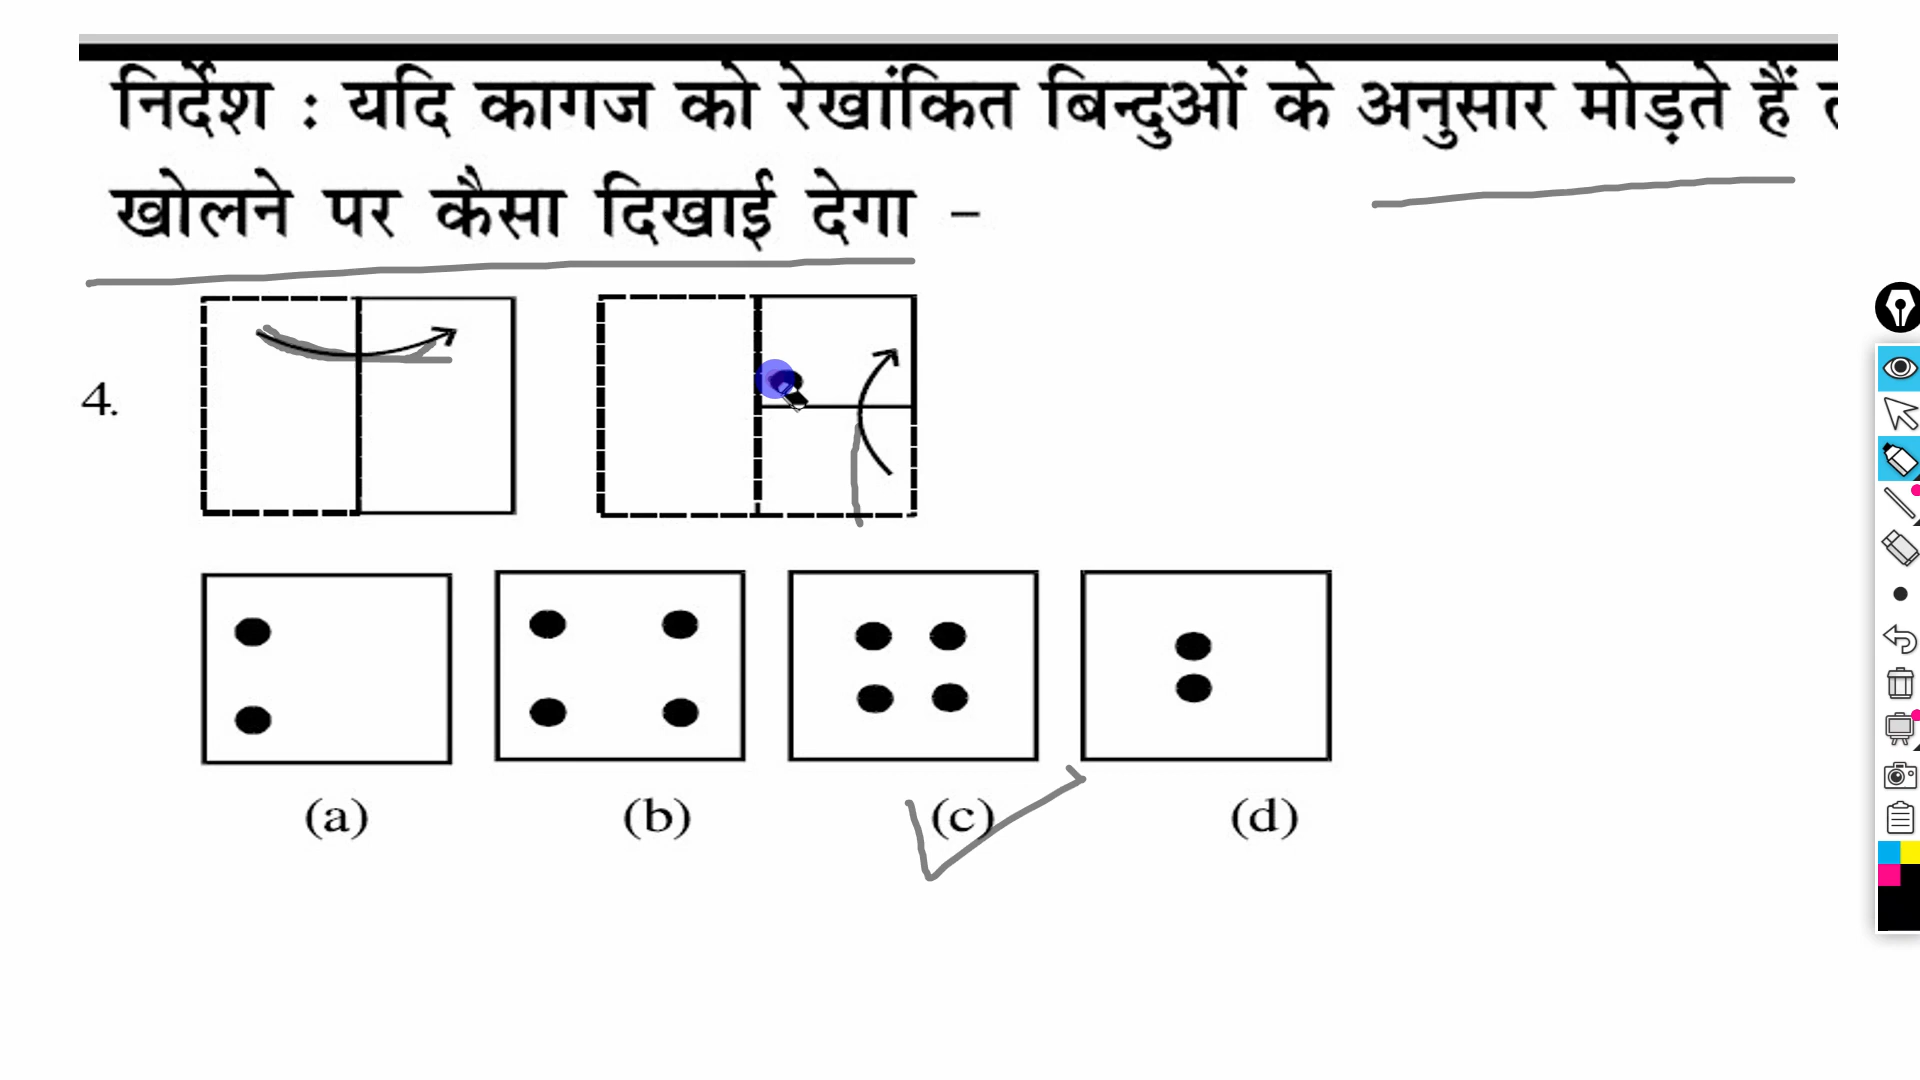 निर्देश : यदि कागज को रेखांकित बिन्दुओं के अनुसार मोड़ते हैं
खोलने पर कैसा दिखाई देगा –
4.
(a) (b) (c) (d)